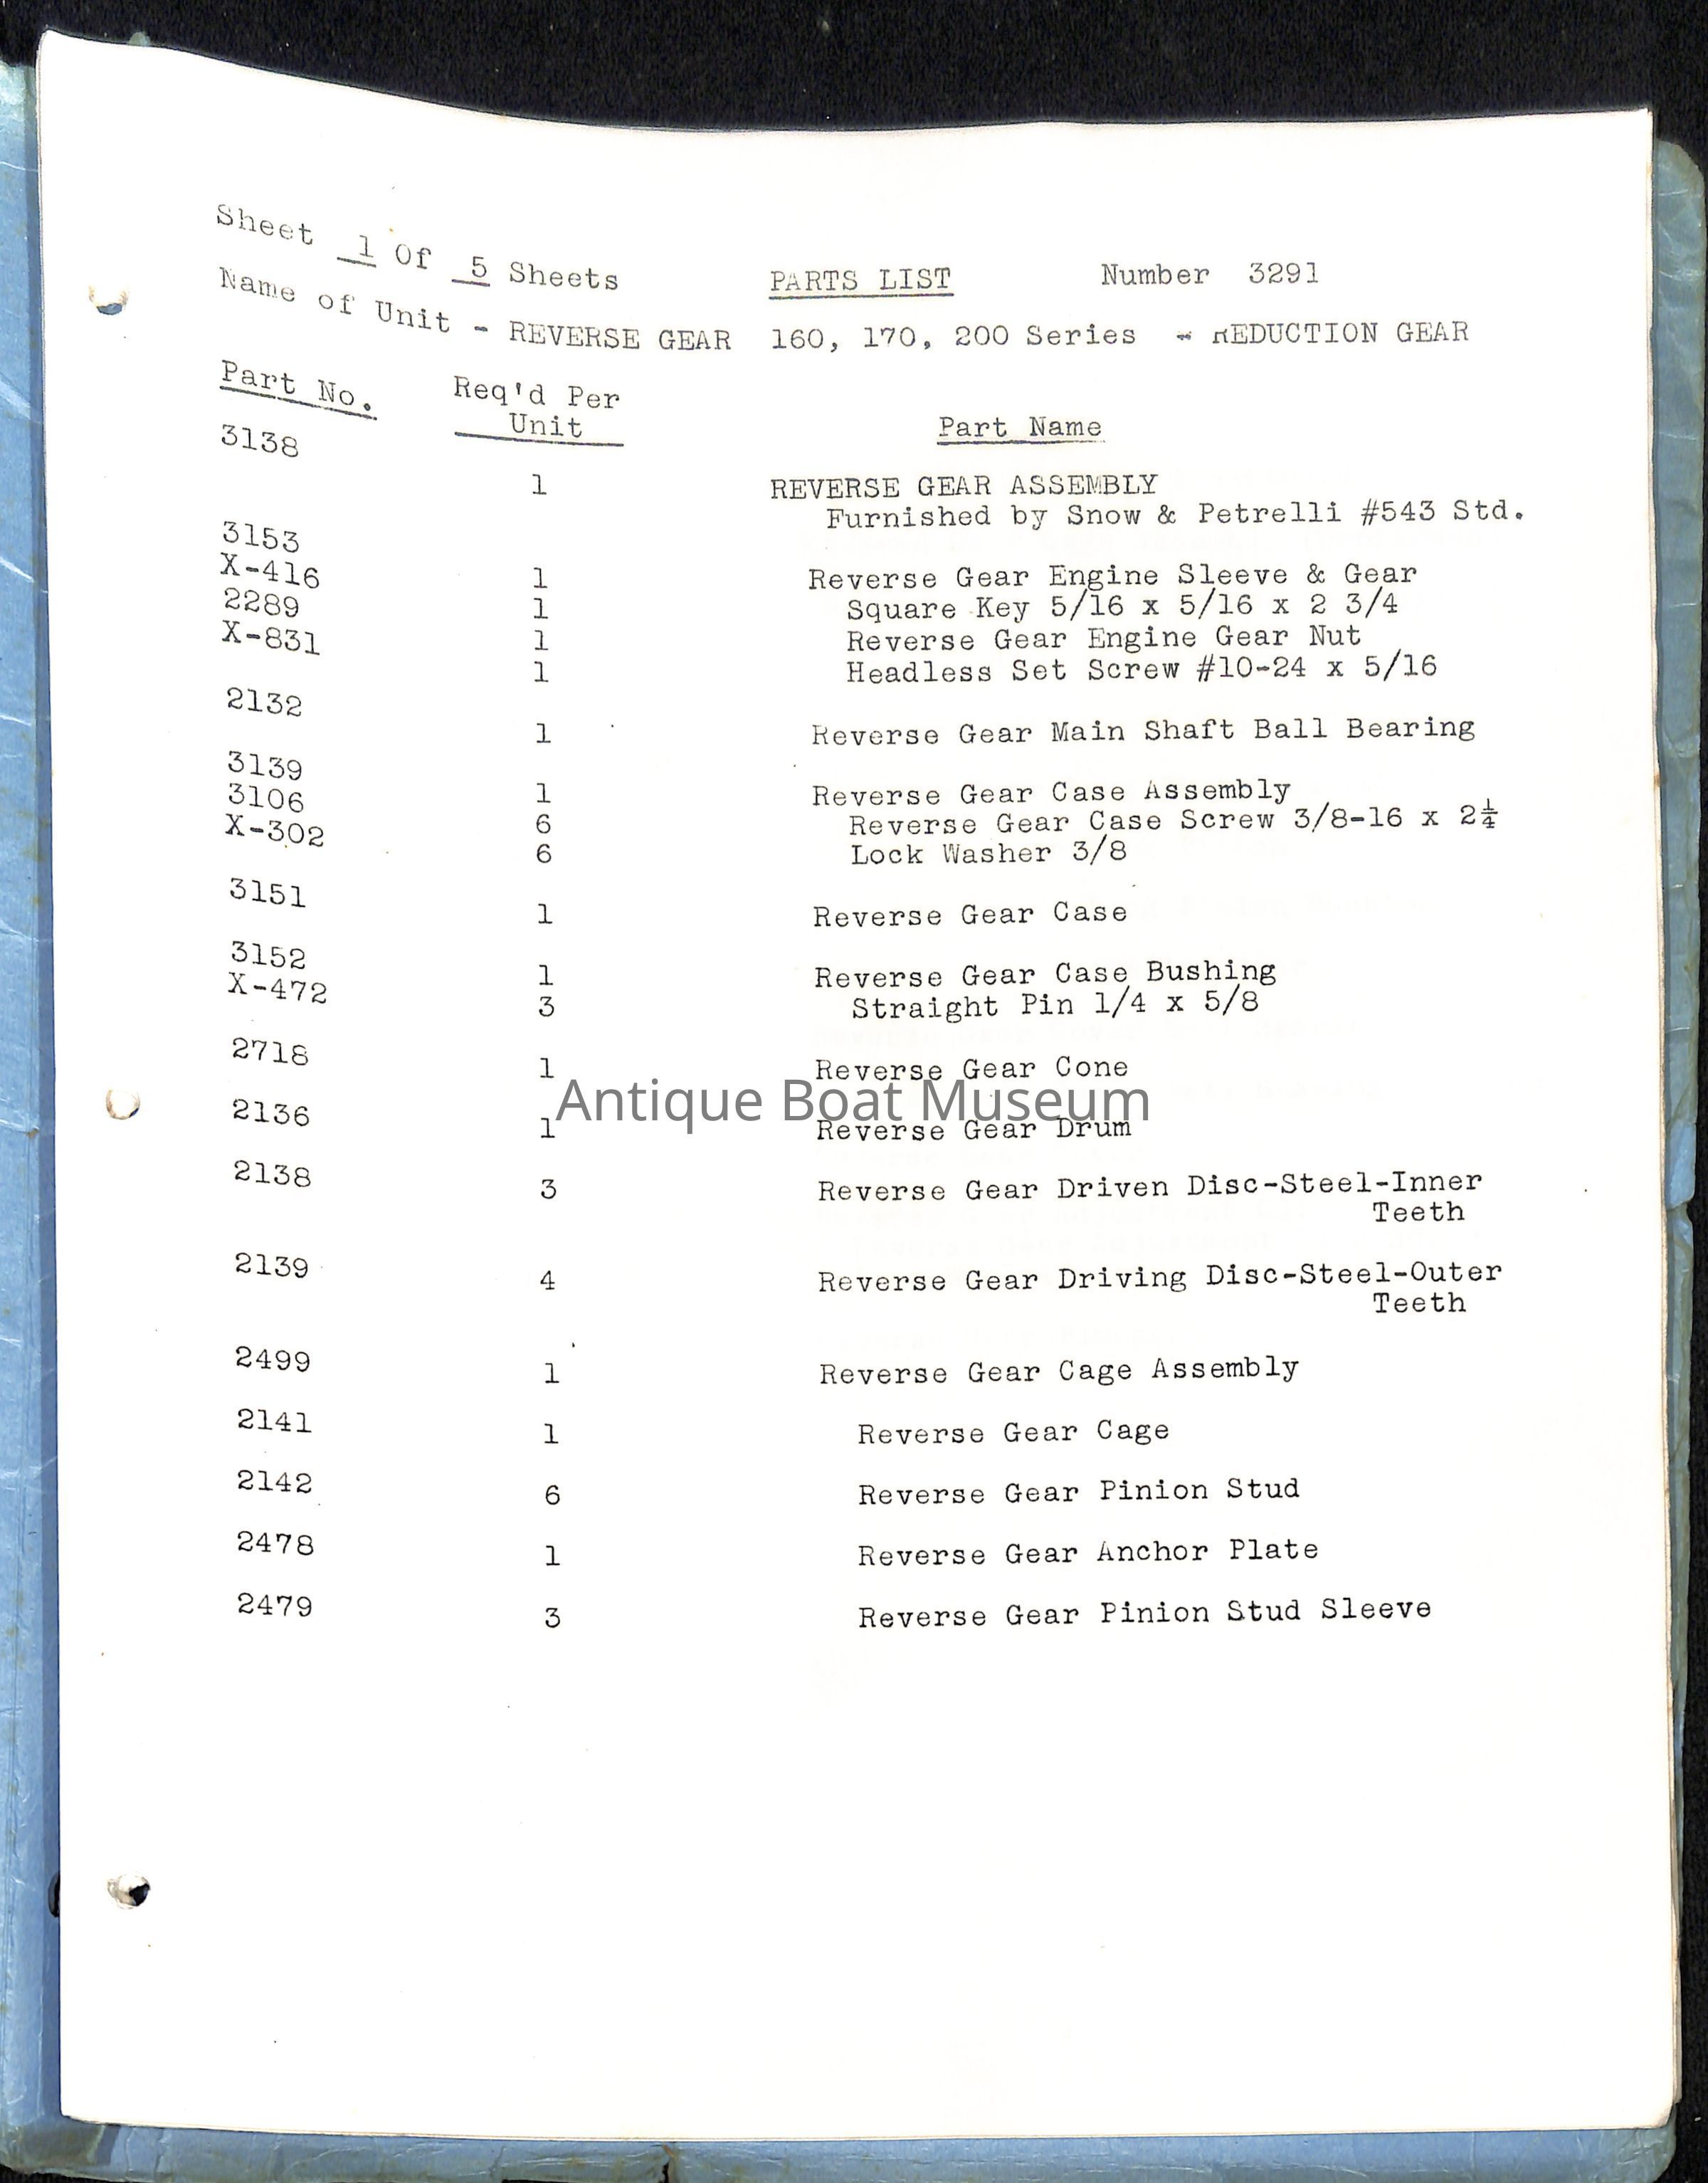 Sheet 1 Of 5 Sheets PARTS LIST Number 3291
Name of Unit - REVERSE GEAR 160, 170, 200 Series - REDUCTION GEAR
Part No. Req'd Per Unit Part Name
3138 1 REVERSE GEAR ASSEMBLY
Furnished by Snow & Petrelli #543 Std.
3153 1 Reverse Gear Engine Sleeve & Gear
X-416 1 Square Key 5/16 x 5/16 x 2 3/4
2289 1 Reverse Gear Engine Gear Nut
X-831 1 Headless Set Screw #10-24 x 5/16
2132 1 Reverse Gear Main Shaft Ball Bearing
3139 1 Reverse Gear Case Assembly
3106 6 Reverse Gear Case Screw 3/8-16 x 2¼
X-302 6 Lock Washer 3/8
3151 1 Reverse Gear Case
3152 1 Reverse Gear Case Bushing
X-472 3 Straight Pin 1/4 x 5/8
2718 1 Reverse Gear Cone
Antique Boat Museum
2136 1 Reverse Gear Drum
2138 3 Reverse Gear Driven Disc-Steel-Inner
Teeth
2139 4 Reverse Gear Driving Disc-Steel-Outer
Teeth
2499 1 Reverse Gear Cage Assembly
2141 1 Reverse Gear Cage
2142 6 Reverse Gear Pinion Stud
2478 1 Reverse Gear Anchor Plate
2479 3 Reverse Gear Pinion Stud Sleeve